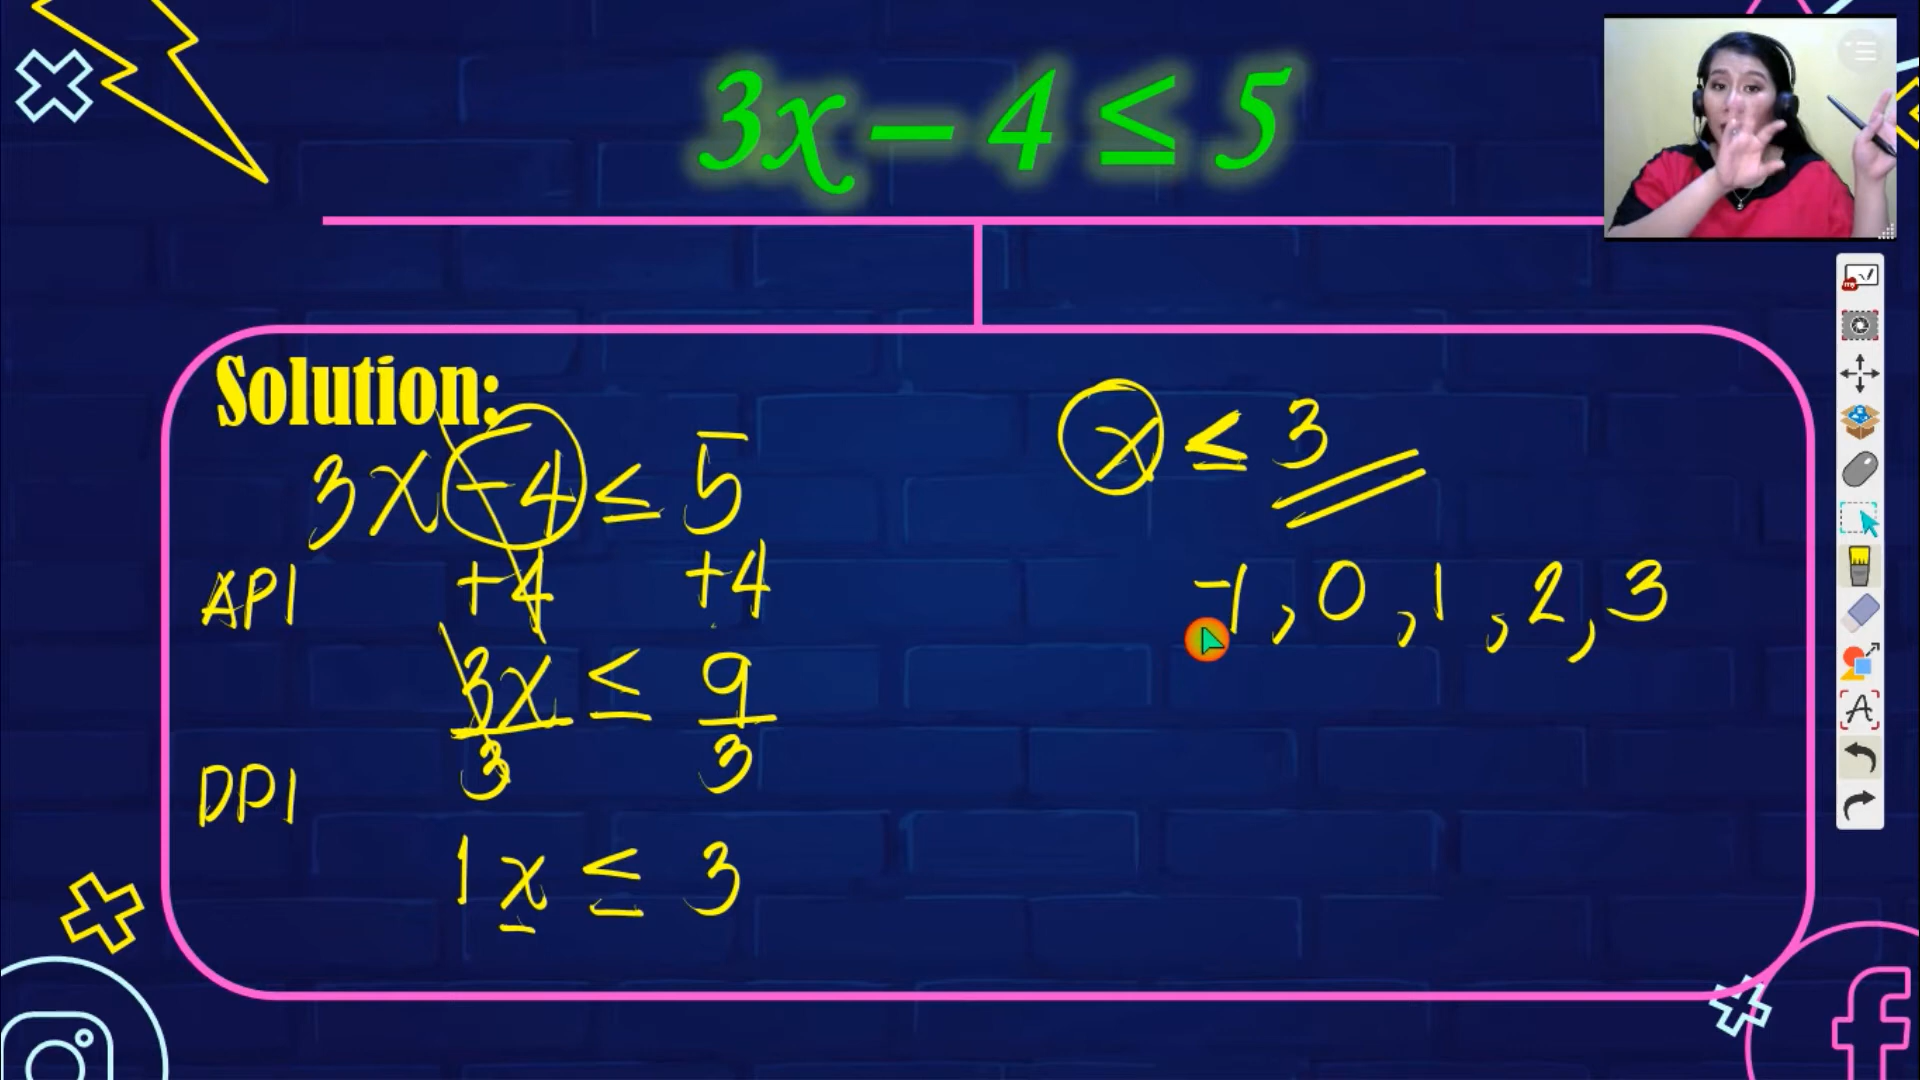 3x – 4 ≤ 5
Solution:
3x -4 ≤ 5
API +4 +4
3x ≤ 9
3 3
DPI
1x ≤ 3
x ≤ 3
-1, 0, 1, 2, 3